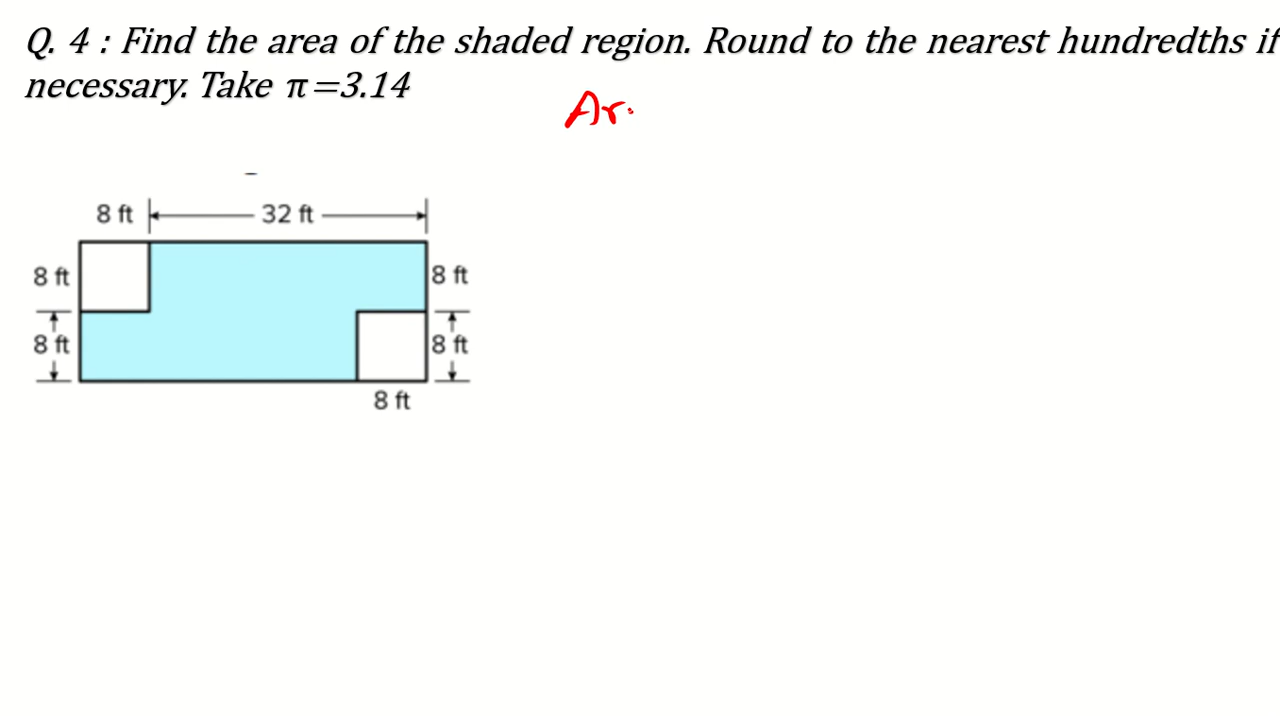 Q. 4 : Find the area of the shaded region. Round to the nearest hundredths if
necessary. Take π=3.14
Ar.
8 ft 32 ft
8 ft 8 ft
8 ft 8 ft
8 ft